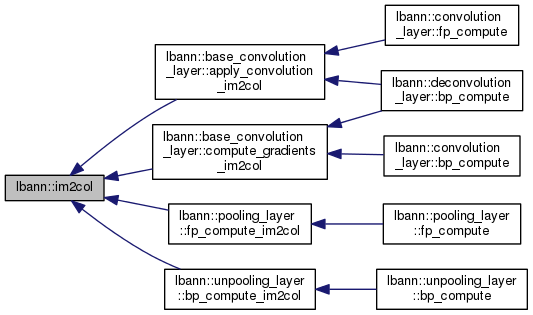 lbann::im2col
lbann::base_convolution
_layer::apply_convolution
_im2col
lbann::convolution
_layer::fp_compute
lbann::deconvolution
_layer::bp_compute
lbann::base_convolution
_layer::compute_gradients
_im2col
lbann::convolution
_layer::bp_compute
lbann::pooling_layer
::fp_compute_im2col
lbann::pooling_layer
::fp_compute
lbann::unpooling_layer
::bp_compute_im2col
lbann::unpooling_layer
::bp_compute